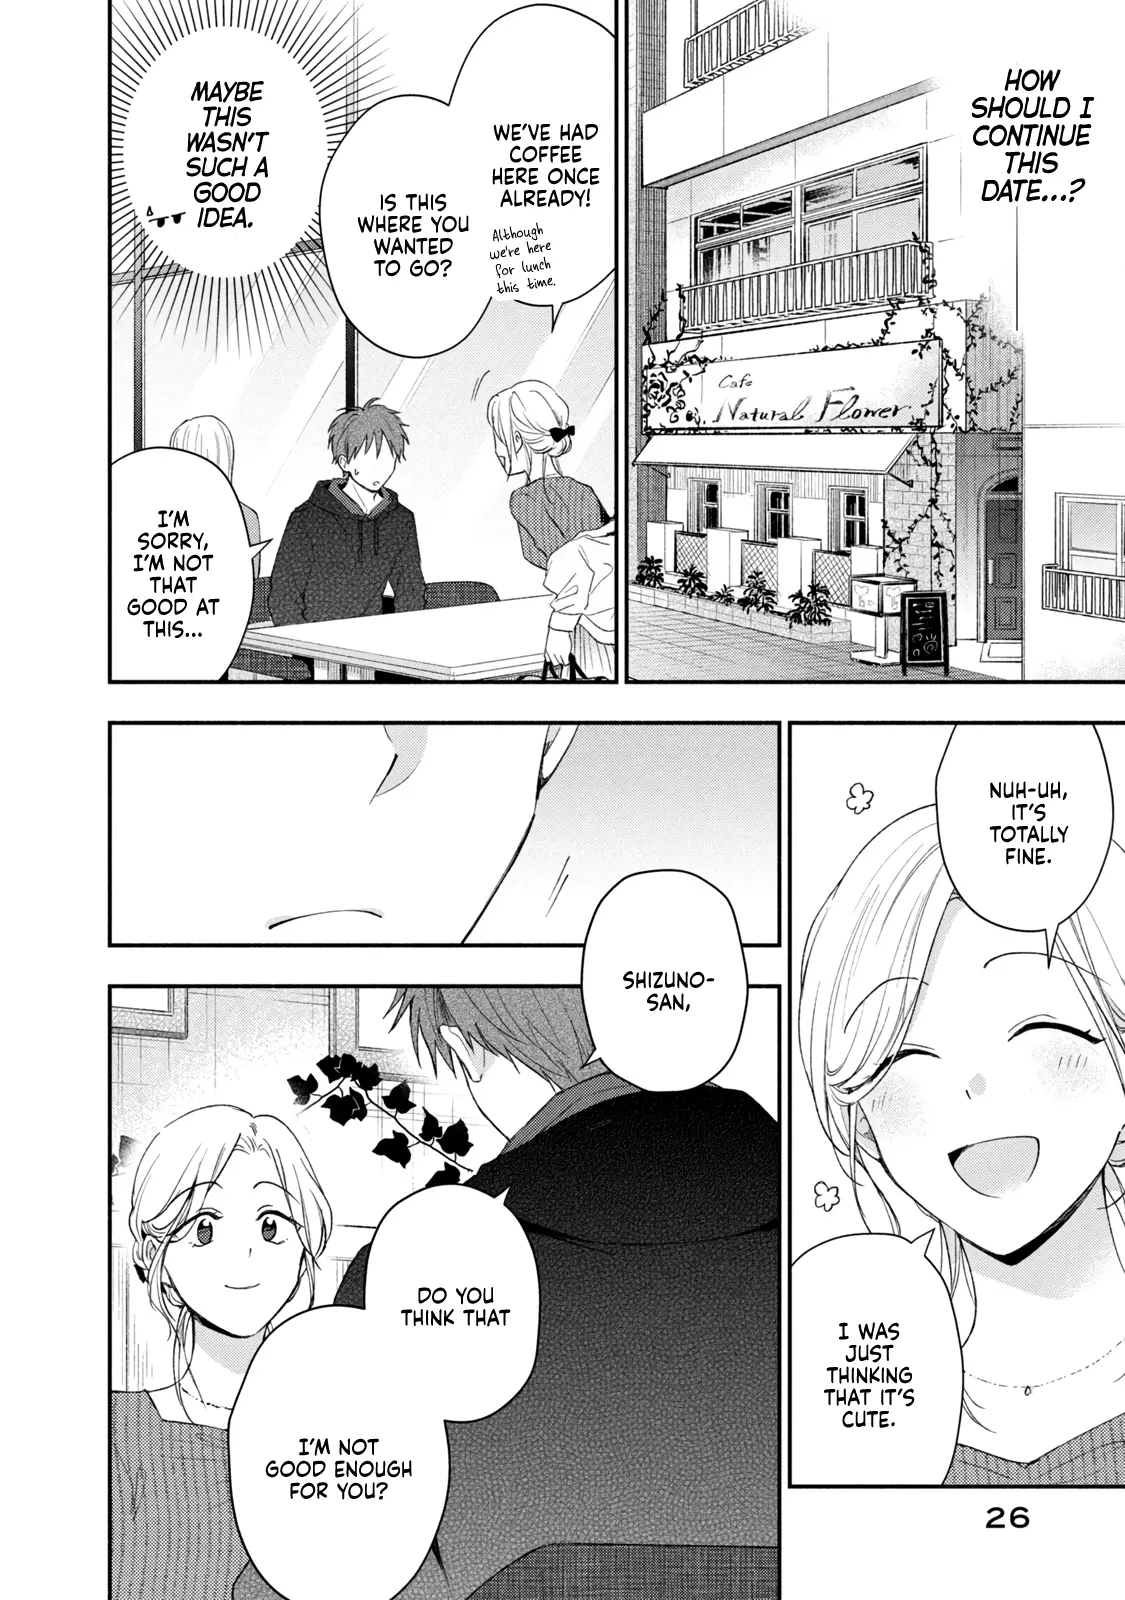 HOW
SHOULD I
CONTINUE
THIS
DATE...?
Cafe
Natural Flower
WE'VE HAD
COFFEE
HERE ONCE
ALREADY!
Although
we're here
for lunch
this time.
IS THIS
WHERE YOU
WANTED
TO GO?
MAYBE
THIS
WASN'T
SUCH A
GOOD
IDEA.
I'M
SORRY,
I'M NOT
THAT
GOOD AT
THIS...
NUH-UH,
IT'S
TOTALLY
FINE.
I WAS
JUST
THINKING
THAT IT'S
CUTE.
SHIZUNO-
SAN,
DO YOU
THINK THAT
I'M NOT
GOOD ENOUGH
FOR YOU?
26